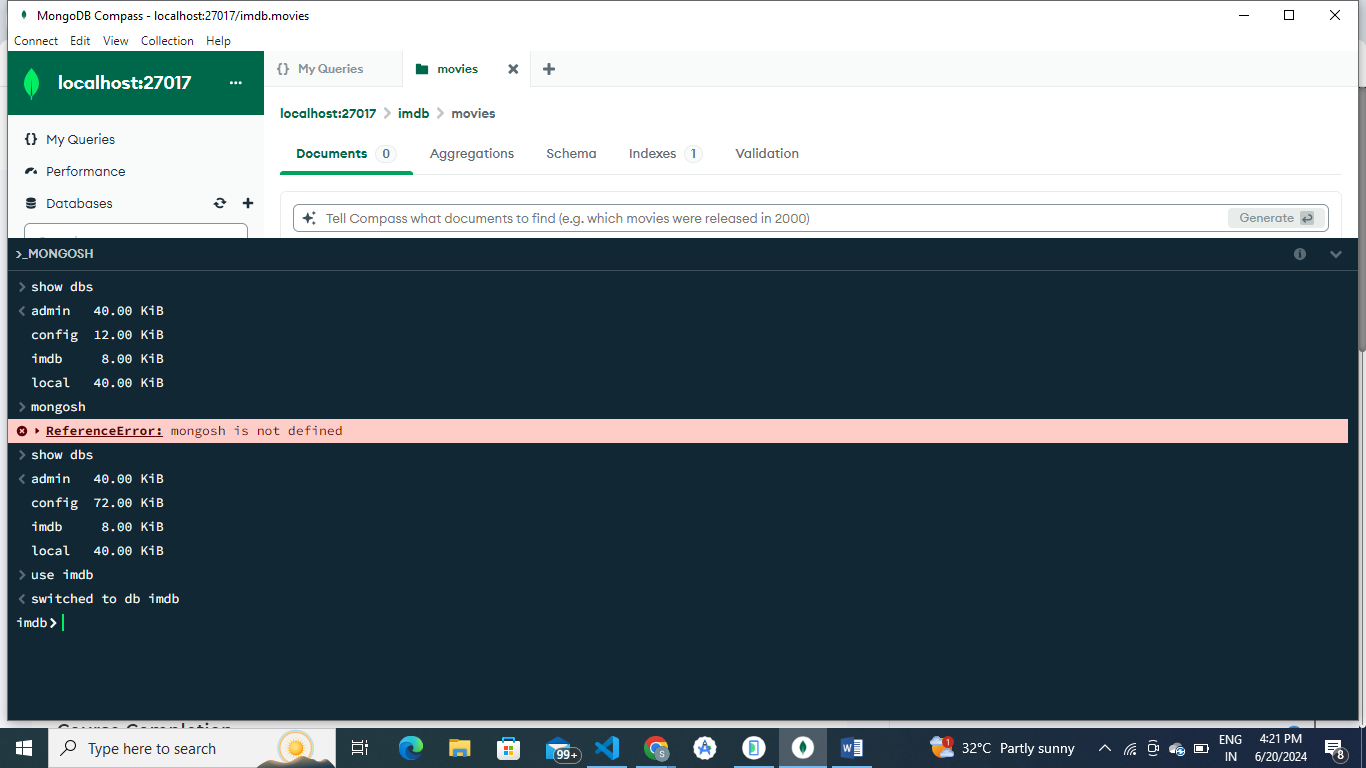 MongoDB Compass - localhost:27017/imdb.movies
Connect Edit View Collection Help
localhost:27017 ...
{} My Queries
movies
localhost:27017 > imdb > movies
{} My Queries
Performance
Databases
Documents 0 Aggregations Schema Indexes 1 Validation
Tell Compass what documents to find (e.g. which movies were released in 2000) Generate
>_MONGOSH
> show dbs
< admin 40.00 KiB
config 12.00 KiB
imdb 8.00 KiB
local 40.00 KiB
> mongosh
ReferenceError: mongosh is not defined
> show dbs
< admin 40.00 KiB
config 72.00 KiB
imdb 8.00 KiB
local 40.00 KiB
> use imdb
< switched to db imdb
imdb>
Course Completion
Type here to search
99+
1
32°C Partly sunny
ENG
IN
4:21 PM
6/20/2024
8